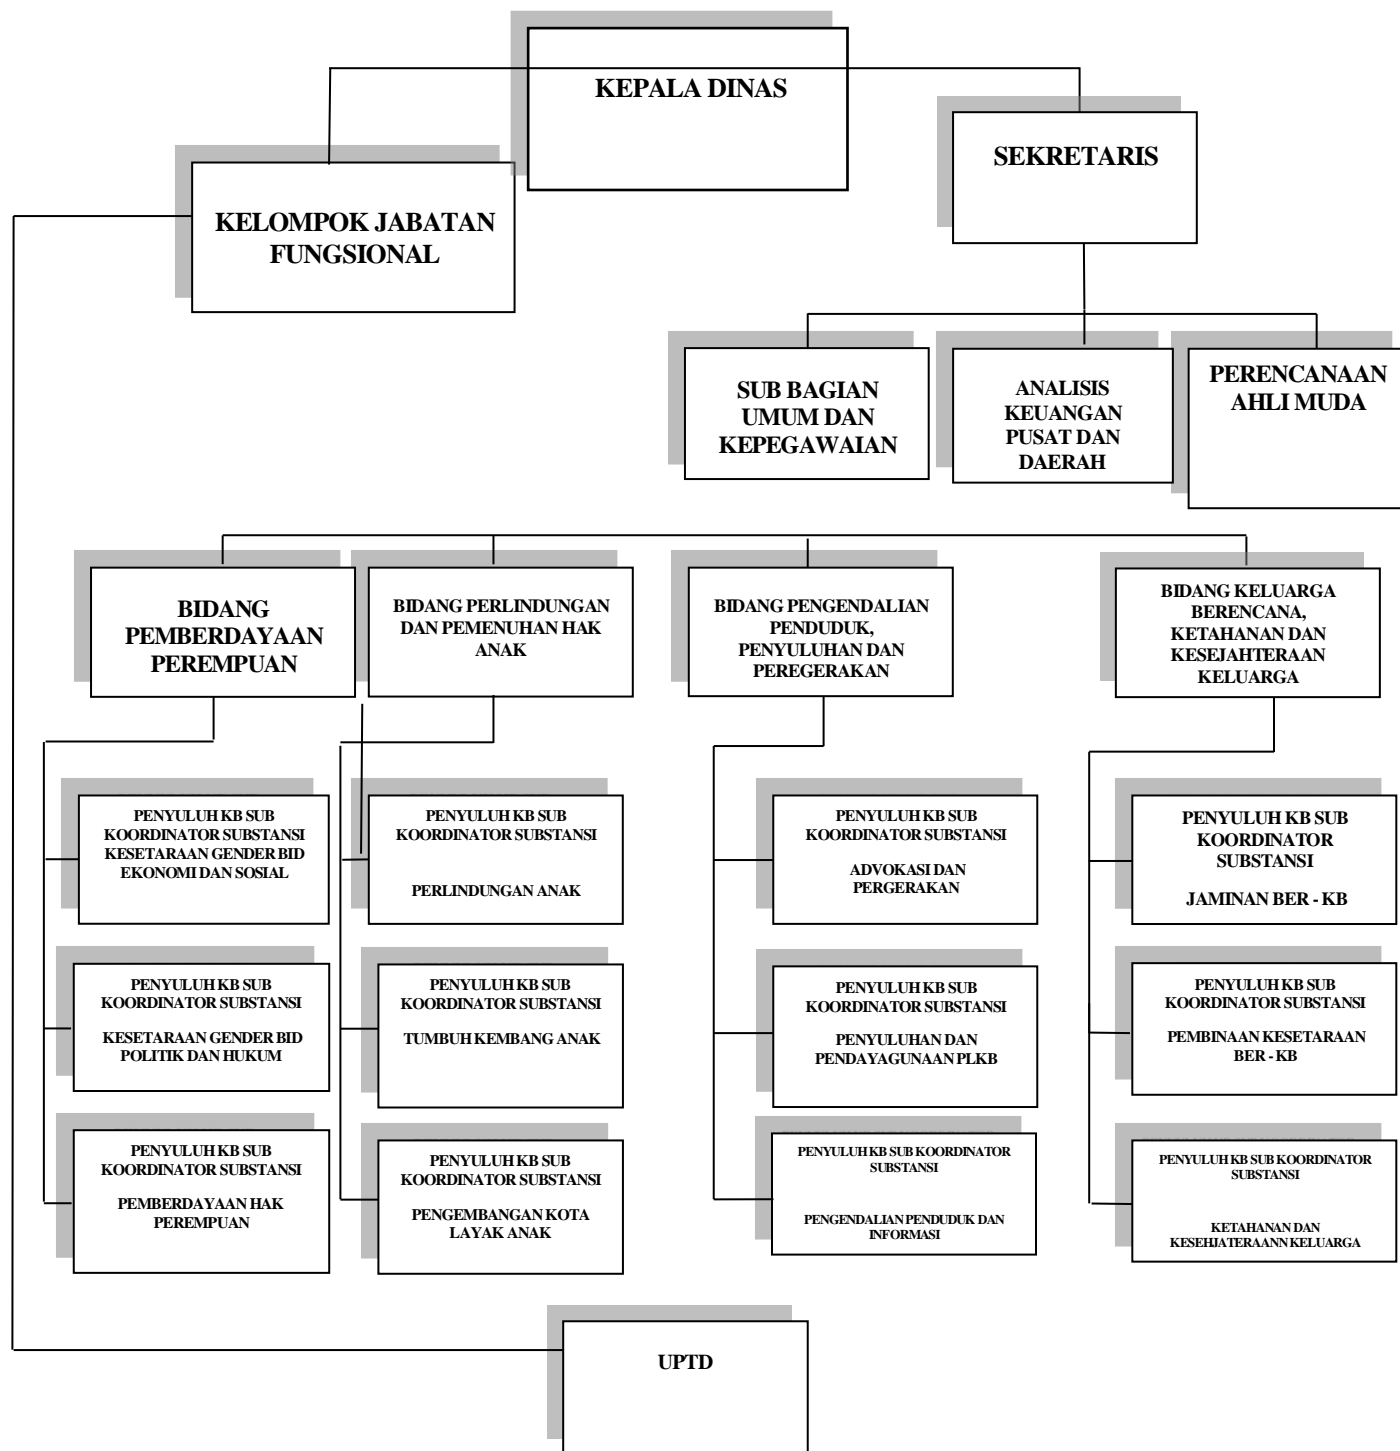 KEPALA DINAS
SEKRETARIS
KELOMPOK JABATAN
FUNGSIONAL
SUB BAGIAN
UMUM DAN
KEPEGAWAIAN
ANALISIS
KEUANGAN
PUSAT DAN
DAERAH
PERENCANAAN
AHLI MUDA
BIDANG
PEMBERDAYAAN
PEREMPUAN
BIDANG PERLINDUNGAN
DAN PEMENUHAN HAK
ANAK
BIDANG PENGENDALIAN
PENDUDUK,
PENYULUHAN DAN
PEREGERAKAN
BIDANG KELUARGA
BERENCANA,
KETAHANAN DAN
KESEJAHTERAAN
KELUARGA
PENYULUH KB SUB
KOORDINATOR SUBSTANSI
KESETARAAN GENDER BID
EKONOMI DAN SOSIAL
PENYULUH KB SUB
KOORDINATOR SUBSTANSI
PERLINDUNGAN ANAK
PENYULUH KB SUB
KOORDINATOR SUBSTANSI
ADVOKASI DAN
PERGERAKAN
PENYULUH KB SUB
KOORDINATOR
SUBSTANSI
JAMINAN BER - KB
PENYULUH KB SUB
KOORDINATOR SUBSTANSI
KESETARAAN GENDER BID
POLITIK DAN HUKUM
PENYULUH KB SUB
KOORDINATOR SUBSTANSI
TUMBUH KEMBANG ANAK
PENYULUH KB SUB
KOORDINATOR SUBSTANSI
PENYULUHAN DAN
PENDAYAGUNAAN PLKB
PENYULUH KB SUB
KOORDINATOR SUBSTANSI
PEMBINAAN KESETARAAN
BER - KB
PENYULUH KB SUB
KOORDINATOR SUBSTANSI
PEMBERDAYAAN HAK
PEREMPUAN
PENYULUH KB SUB
KOORDINATOR SUBSTANSI
PENGEMBANGAN KOTA
LAYAK ANAK
PENYULUH KB SUB KOORDINATOR
SUBSTANSI
PENGENDALIAN PENDUDUK DAN
INFORMASI
PENYULUH KB SUB KOORDINATOR
SUBSTANSI
KETAHANAN DAN
KESEHJATERAANN KELUARGA
UPTD